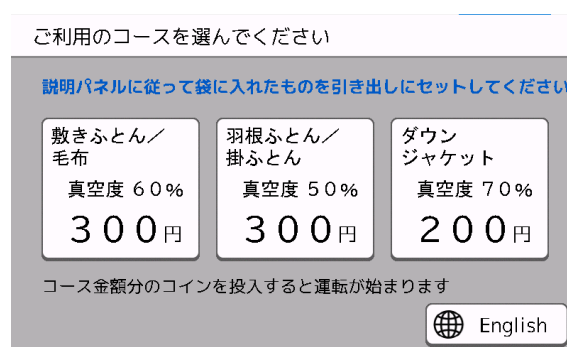 ご利用のコースを選んでください
説明パネルに従って袋に入れたものを引き出しにセットしてください
敷きふとん／
毛布
真空度 60%
300円
羽根ふとん／
掛ふとん
真空度 50%
300円
ダウン
ジャケット
真空度 70%
200円
コース金額分のコインを投入すると運転が始まります
English